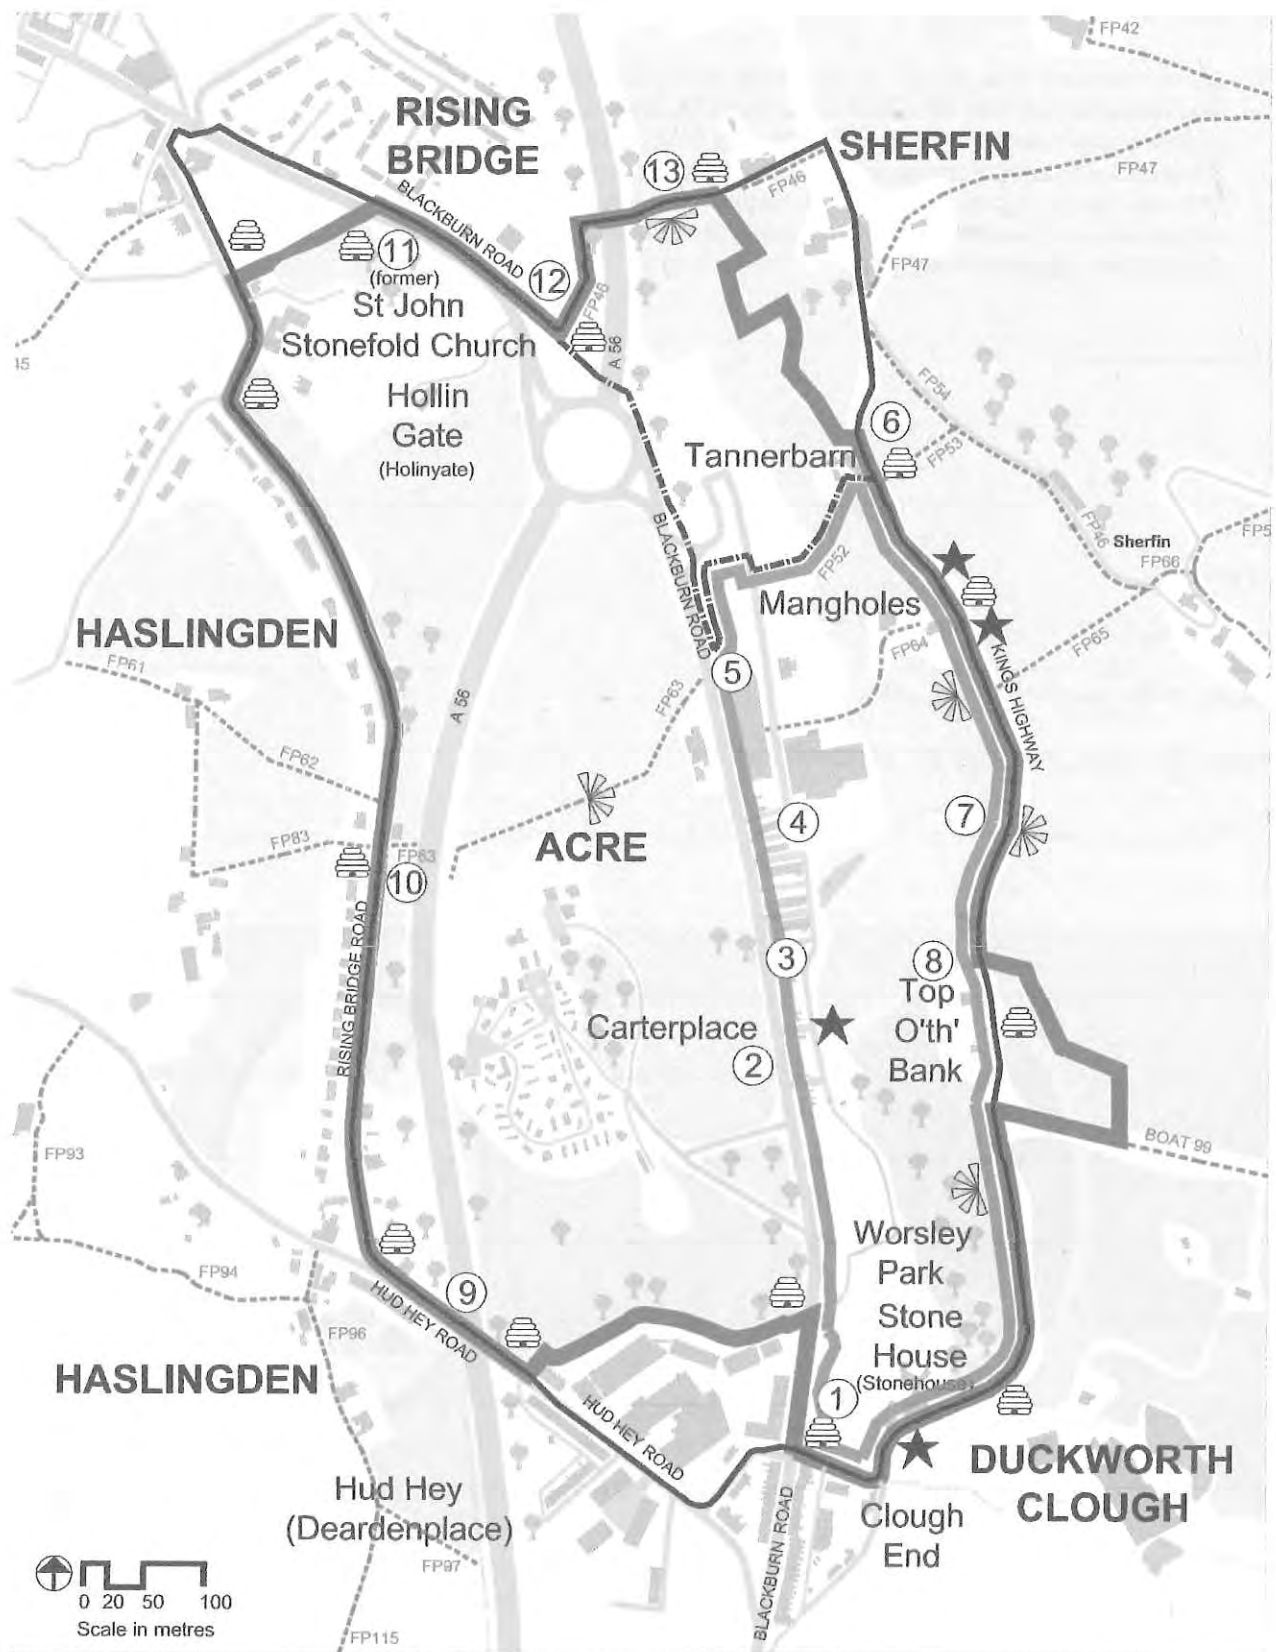 FP42
RISING
BRIDGE
SHERFIN
FP47
13
FP46
BLACKBURN ROAD
11
(former)
St John
Stonefold Church
12
FP46
FP47
A 56
45
Hollin
Gate
(Holinyate)
FP54
6
Tannerbarn
FP53
BLACKBURN ROAD
FP52
FP46
Sherfin
FP66
FP5
Mangholes
HASLINGDEN
FP61
FP64
FP65
5
FP63
KINGS HIGHWAY
A 56
FP62
4
7
ACRE
FP83
FP63
10
RISING BRIDGE ROAD
3
8
Top
O'th'
Bank
Carterplace
2
BOAT 99
FP93
Worsley
Park
FP94
9
HUD HEY ROAD
Stone
House
(Stonehouse)
FP96
HASLINGDEN
1
HUD HEY ROAD
DUCKWORTH
CLOUGH
Hud Hey
(Deardenplace)
BLACKBURN ROAD
Clough
End
FP97
0 20 50 100
Scale in metres
FP115